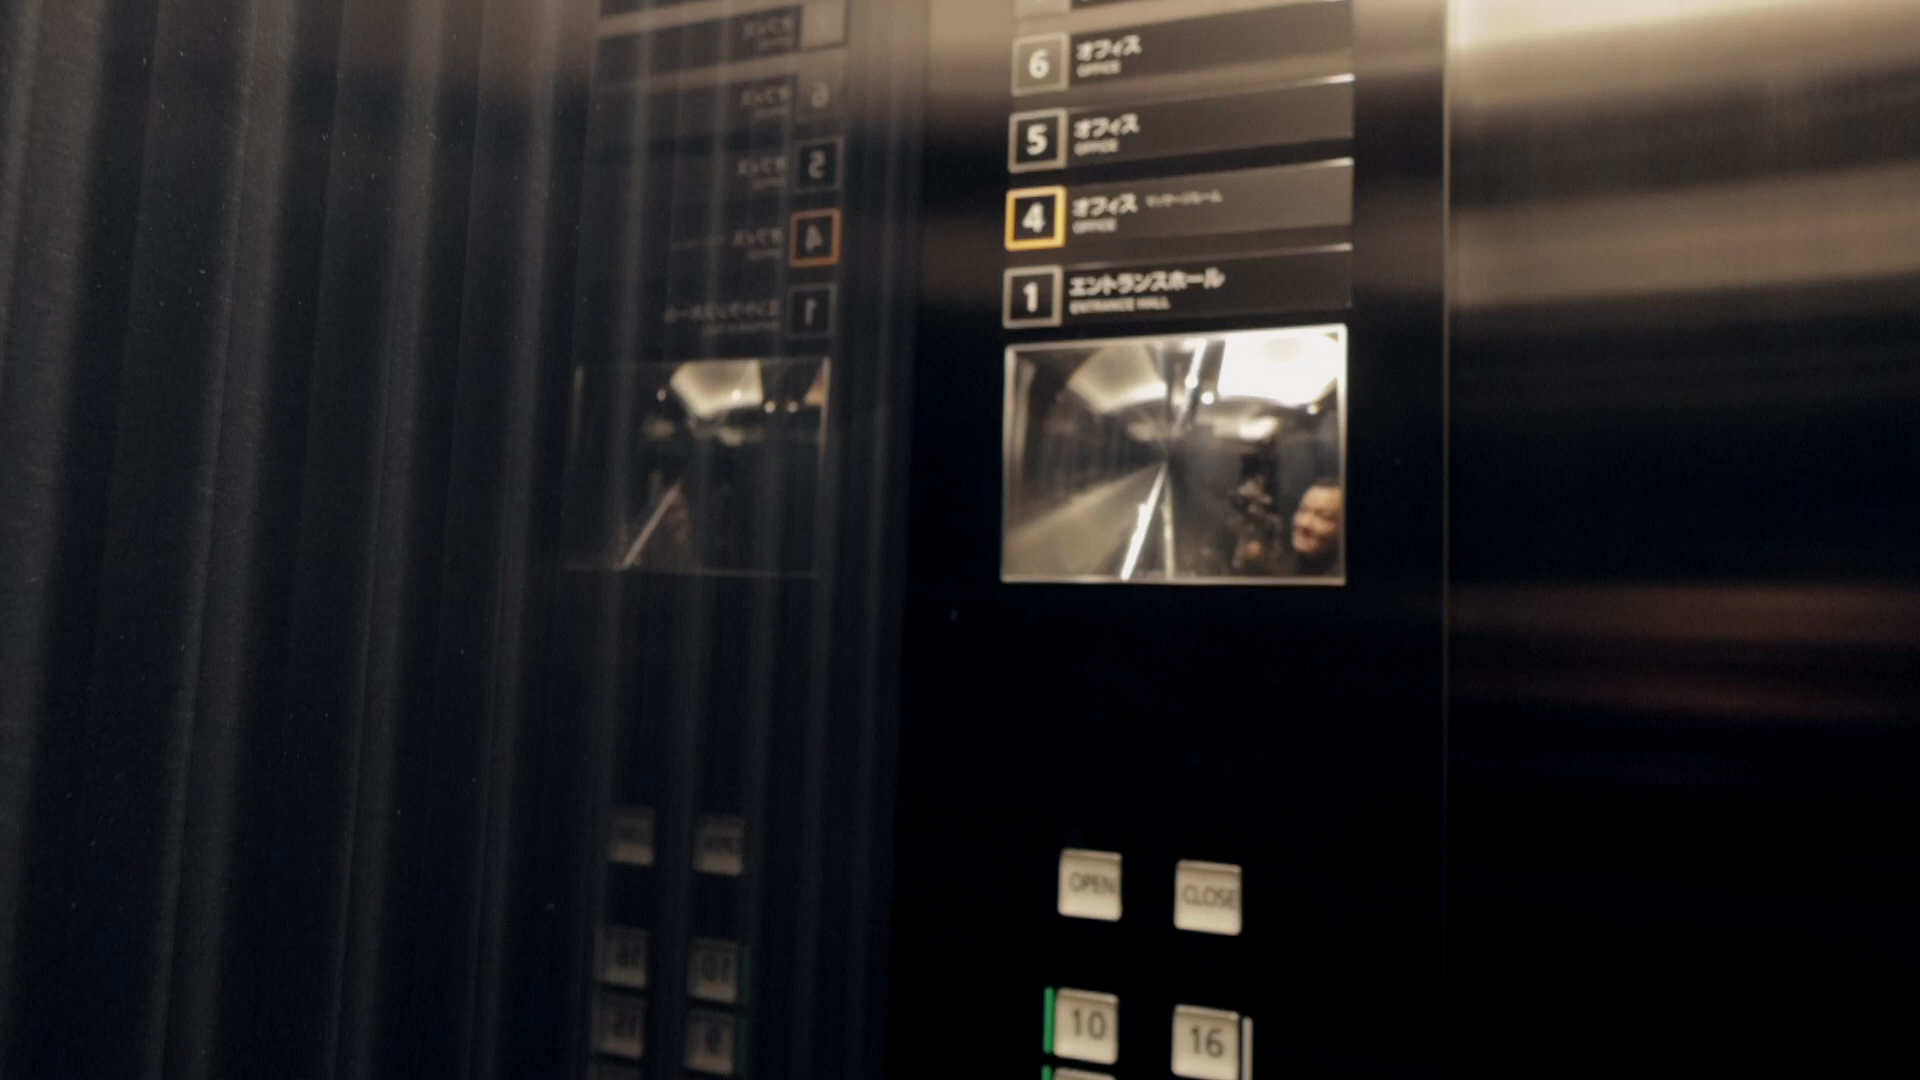 6 オフィス
OFFICE
5 オフィス
OFFICE
4 オフィス
OFFICE
1 エントランスホール
ENTRANCE HALL
OPEN CLOSE
10 16